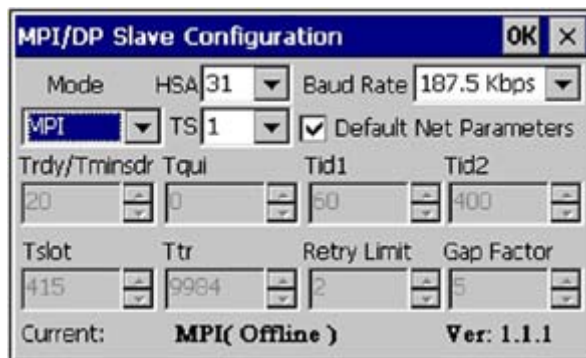 MPI/DP Slave Configuration OK ×
Mode HSA 31 Baud Rate 187.5 Kbps
MPI TS 1 Default Net Parameters
Trdy/Tminsdr Tqui Tid1 Tid2
20 0 60 400
Tslot Ttr Retry Limit Gap Factor
415 9984 2 5
Current: MPI( Offline ) Ver: 1.1.1